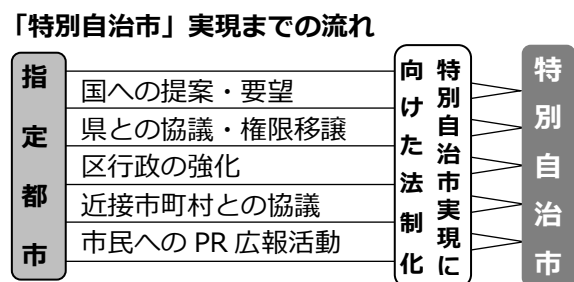 「特別自治市」実現までの流れ
指定都市
国への提案・要望
県との協議・権限移譲
区行政の強化
近接市町村との協議
市民への PR 広報活動
特別自治市実現に
向けた法制化
特別自治市